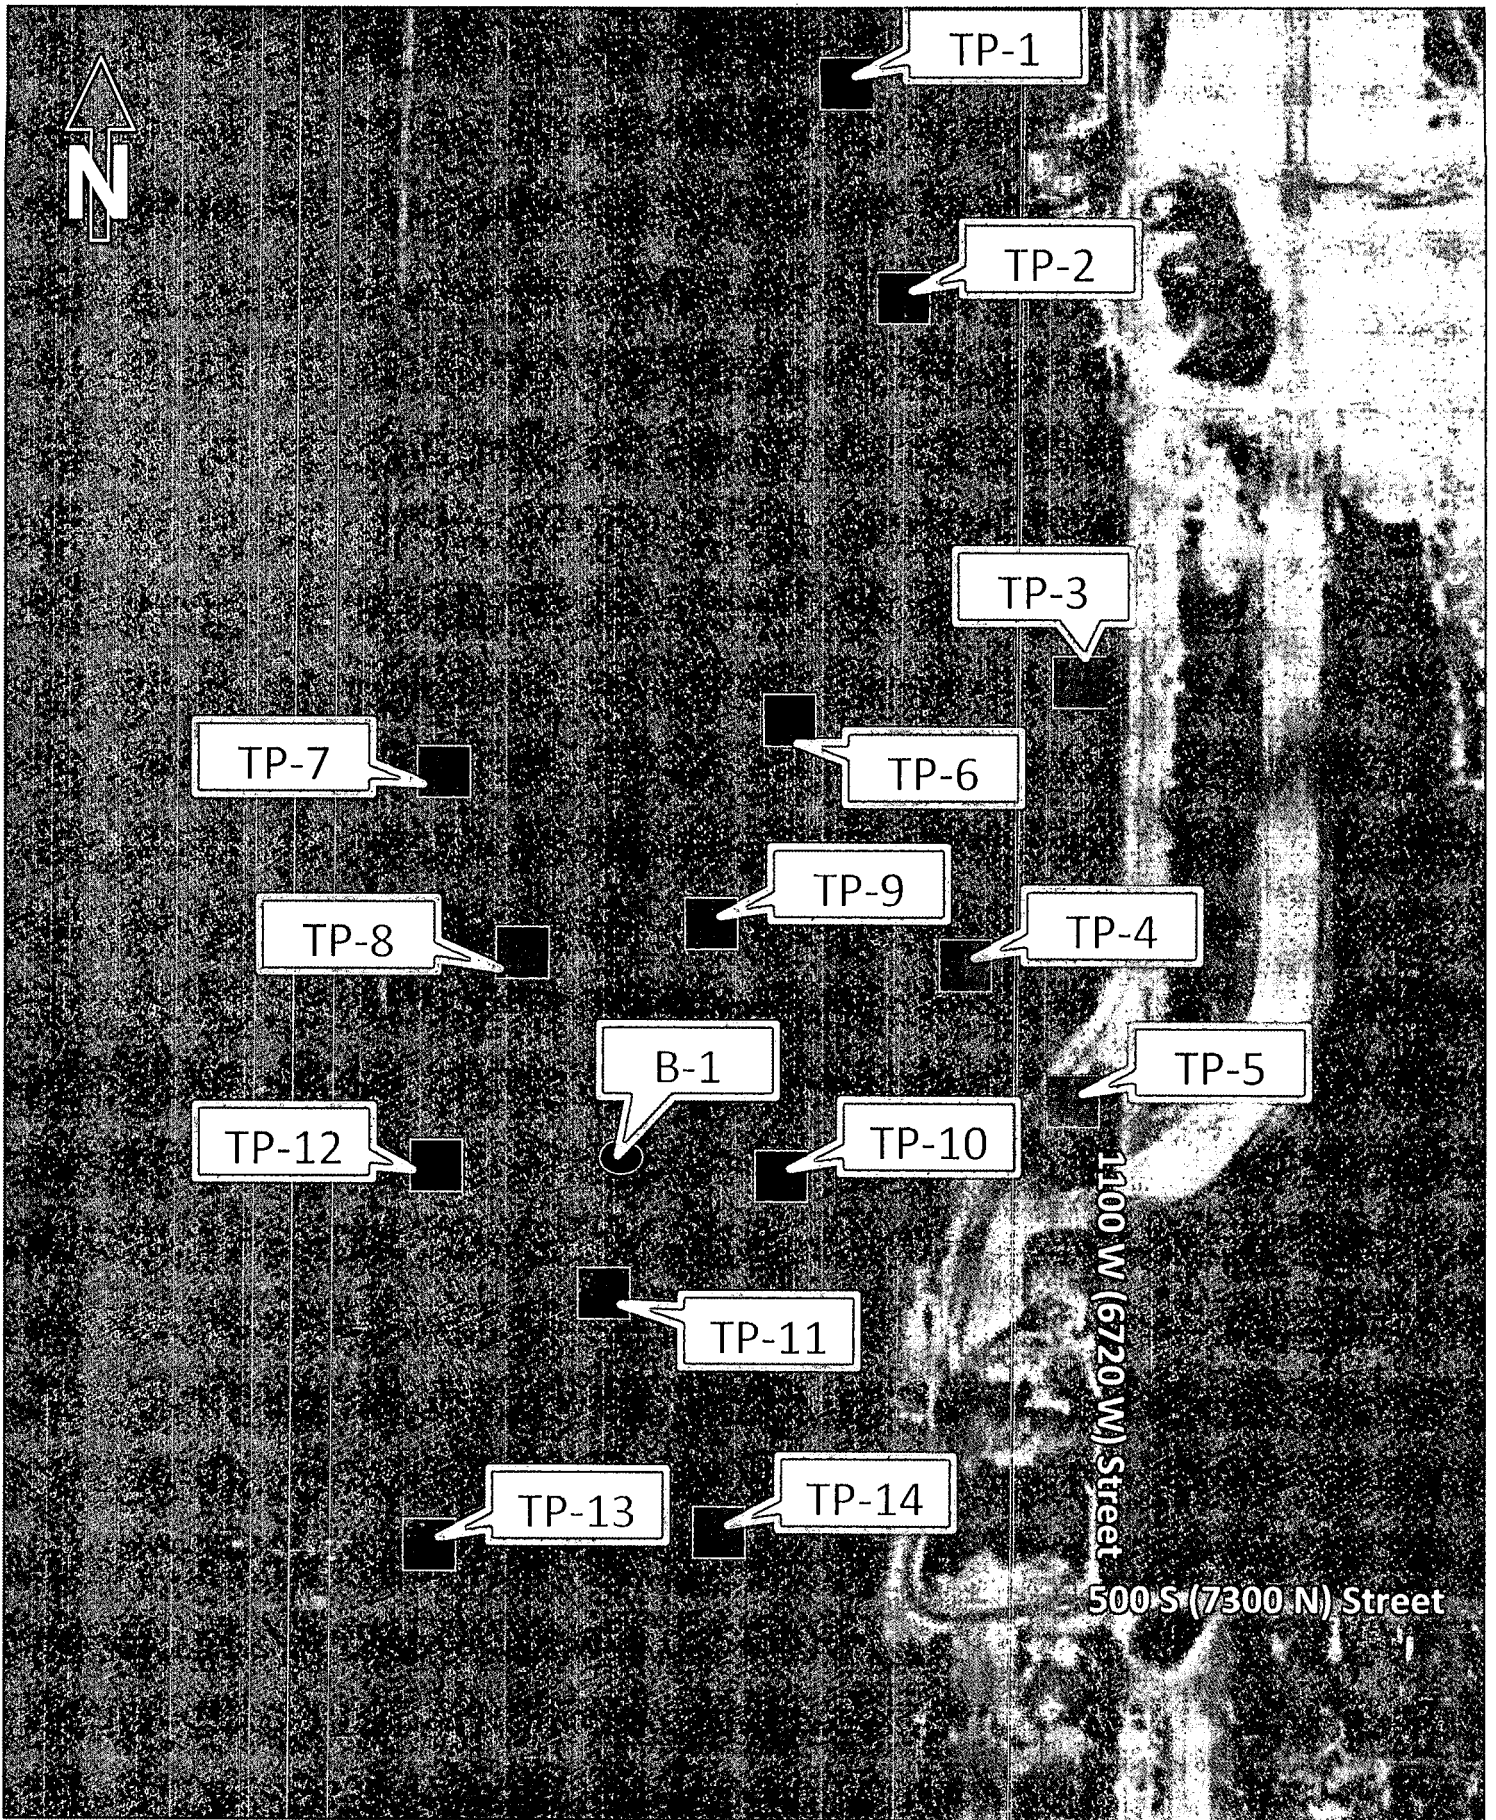 TP-1
N
TP-2
TP-3
TP-7
TP-6
TP-9
TP-8
TP-4
B-1
TP-5
TP-12
TP-10
1100 W (6720 W) Street
TP-11
TP-13
TP-14
500 S (7300 N) Street